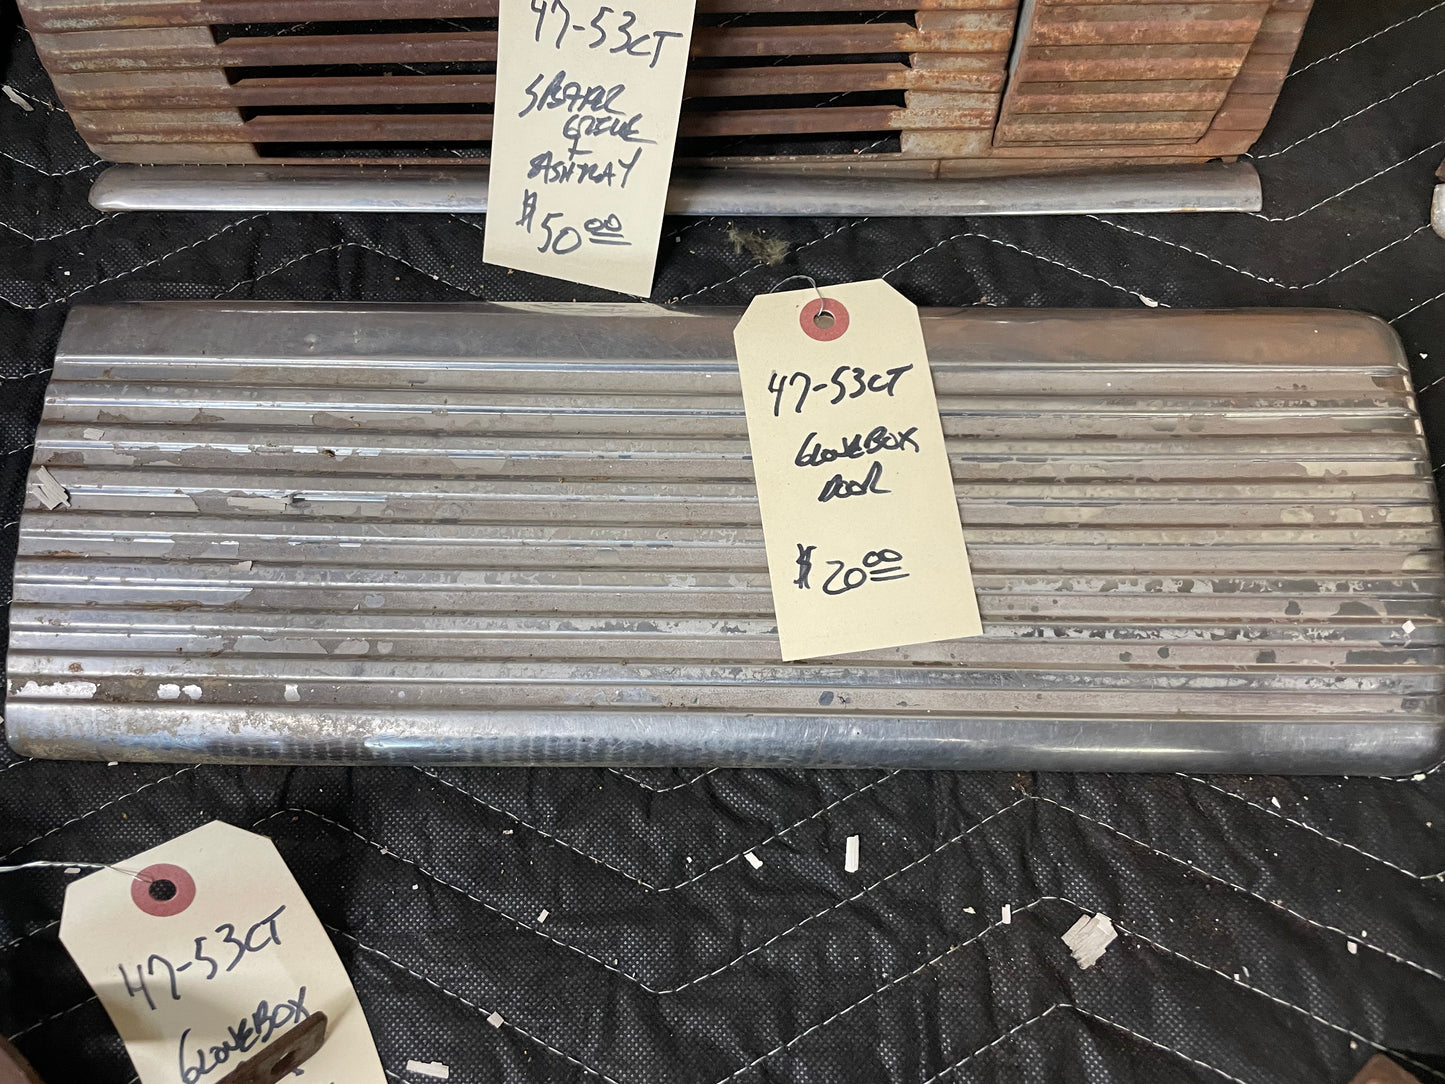 47-53CT
SPEAKER
GRILLE
+
ASHTRAY
$50.00
47-53CT
GLOVEBOX
DOOR
$20.00
47-53CT
GLOVEBOX